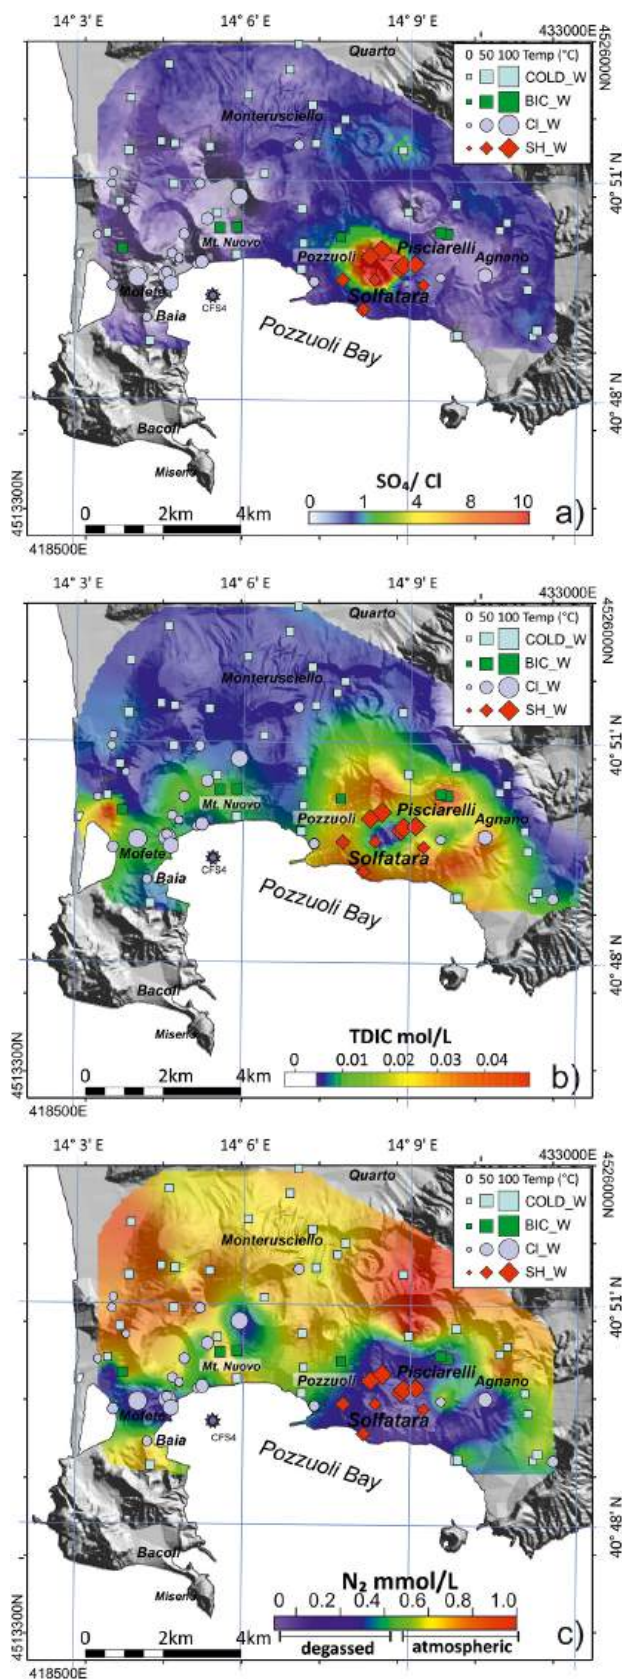 14° 3' E 14° 6' E 14° 9' E 433000E
Quarto
4526000N
0 50 100 Temp (°C)
COLD_W
BIC_W
Cl_W
SH_W
Monterusciello
40° 51' N
Mt. Nuovo
Pozzuoli
Pisciarelli
Agnano
Solfatara
Mofete
Baia
CFS4
Pozzuoli Bay
40° 48' N
Bacoli
Miseno
4513300N
SO₄/ Cl
0 1 4 8 10
0 2km 4km
a)
418500E
14° 3' E 14° 6' E 14° 9' E 433000E
Quarto
4526000N
0 50 100 Temp (°C)
COLD_W
BIC_W
Cl_W
SH_W
Monterusciello
40° 51' N
Mt. Nuovo
Pozzuoli
Pisciarelli
Agnano
Solfatara
Mofete
Baia
CFS4
Pozzuoli Bay
40° 48' N
Bacoli
Miseno
4513300N
TDIC mol/L
0 0.01 0.02 0.03 0.04
0 2km 4km
b)
418500E
14° 3' E 14° 6' E 14° 9' E 433000E
Quarto
4526000N
0 50 100 Temp (°C)
COLD_W
BIC_W
Cl_W
SH_W
Monterusciello
40° 51' N
Mt. Nuovo
Pozzuoli
Pisciarelli
Agnano
Solfatara
Mofete
Baia
CFS4
Pozzuoli Bay
40° 48' N
Bacoli
Miseno
4513300N
N₂ mmol/L
0 0.2 0.4 0.6 0.8 1.0
degassed atmospheric
0 2km 4km
c)
418500E